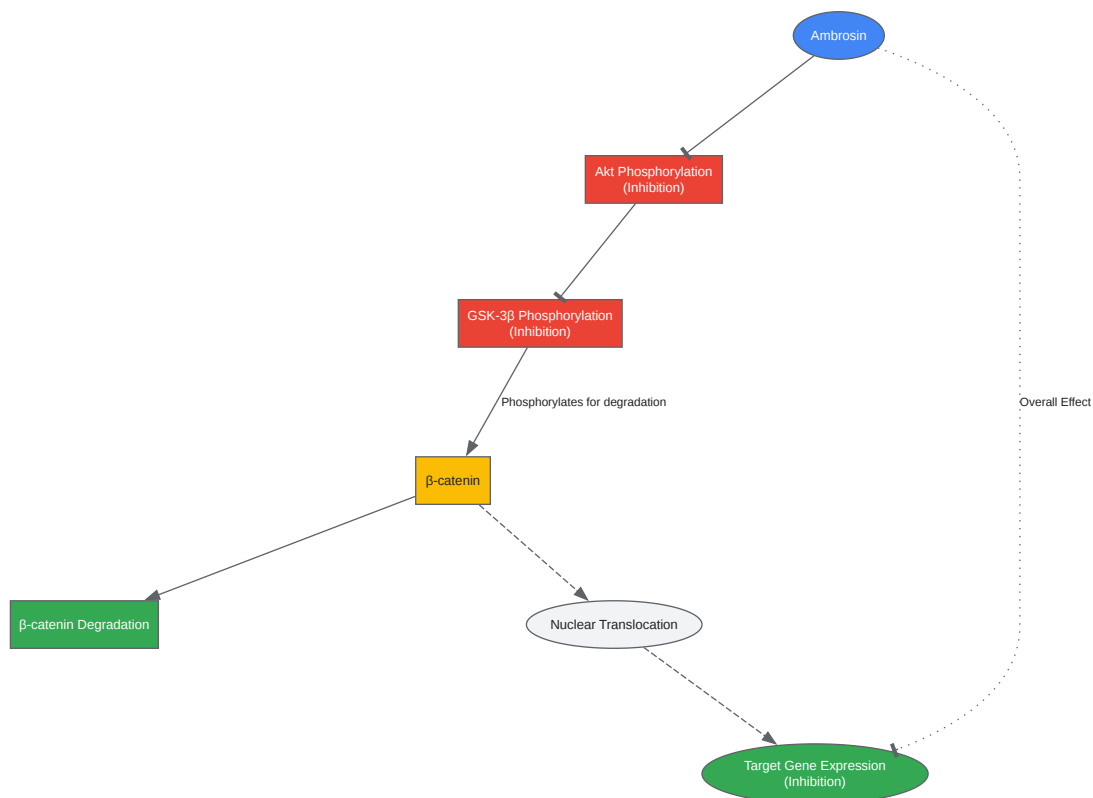 Ambrosin
Akt Phosphorylation
(Inhibition)
GSK-3β Phosphorylation
(Inhibition)
Phosphorylates for degradation
Overall Effect
β-catenin
β-catenin Degradation
Nuclear Translocation
Target Gene Expression
(Inhibition)